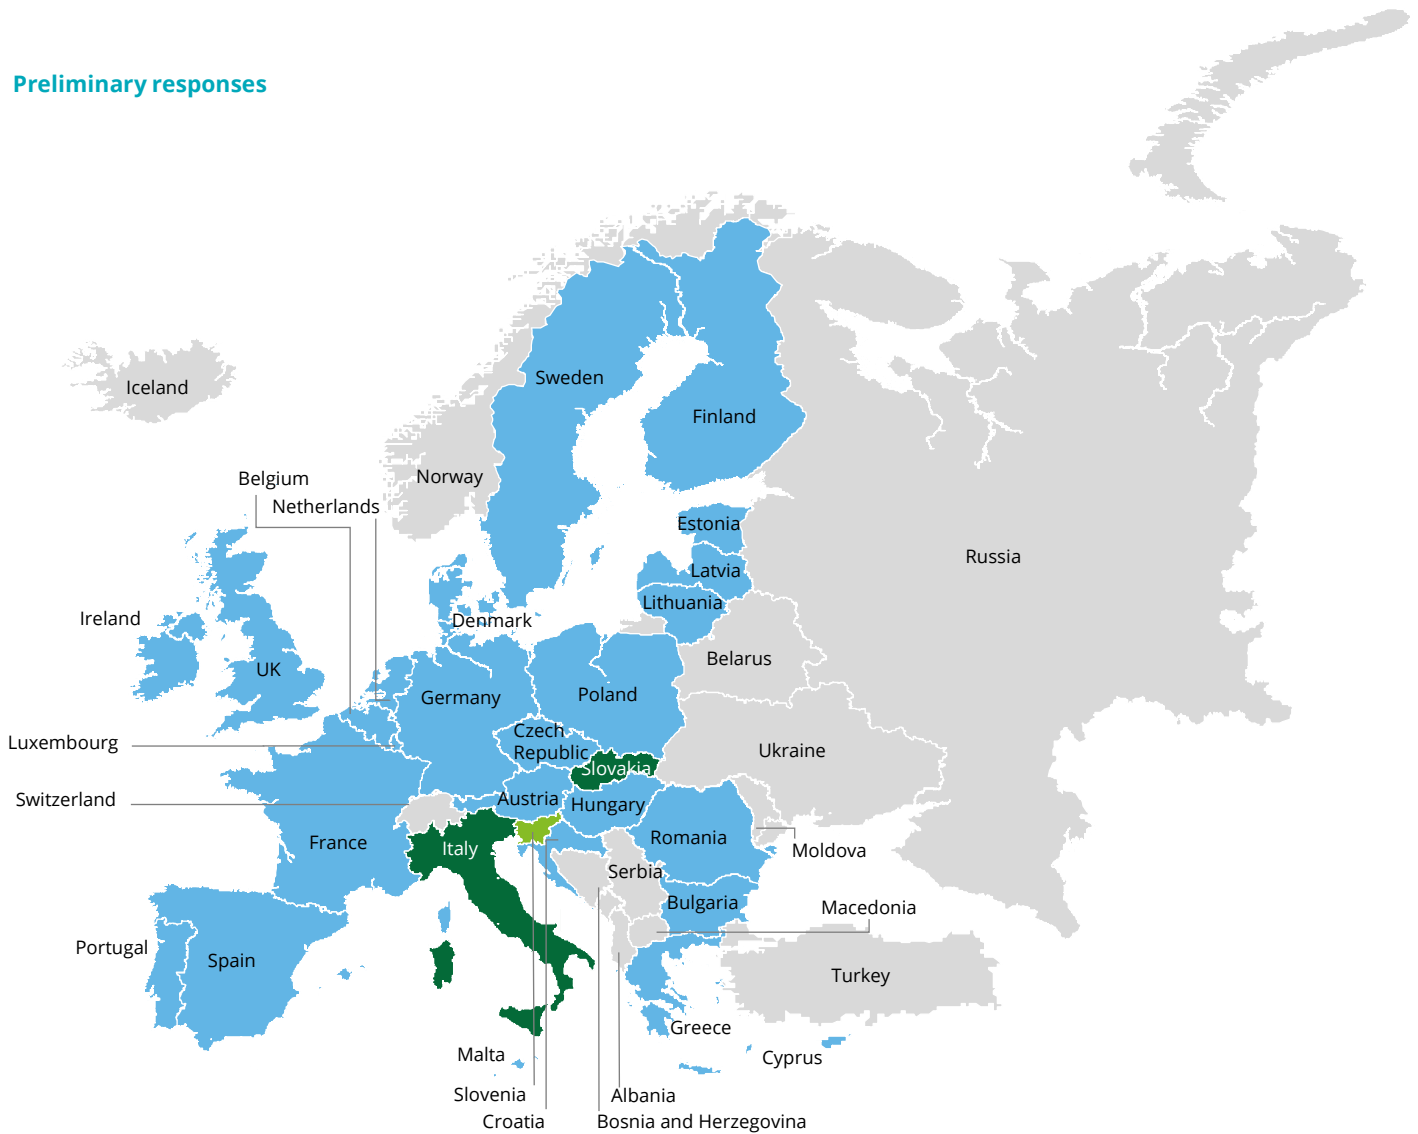 Preliminary responses
Iceland
Sweden
Finland
Norway
Belgium
Netherlands
Estonia
Russia
Latvia
Lithuania
Ireland
Denmark
Belarus
UK
Germany
Poland
Czech
Republic
Luxembourg
Ukraine
Slovakia
Switzerland
Austria
Hungary
France
Italy
Romania
Moldova
Serbia
Bulgaria
Macedonia
Portugal
Spain
Turkey
Greece
Malta
Cyprus
Slovenia
Albania
Croatia
Bosnia and Herzegovina